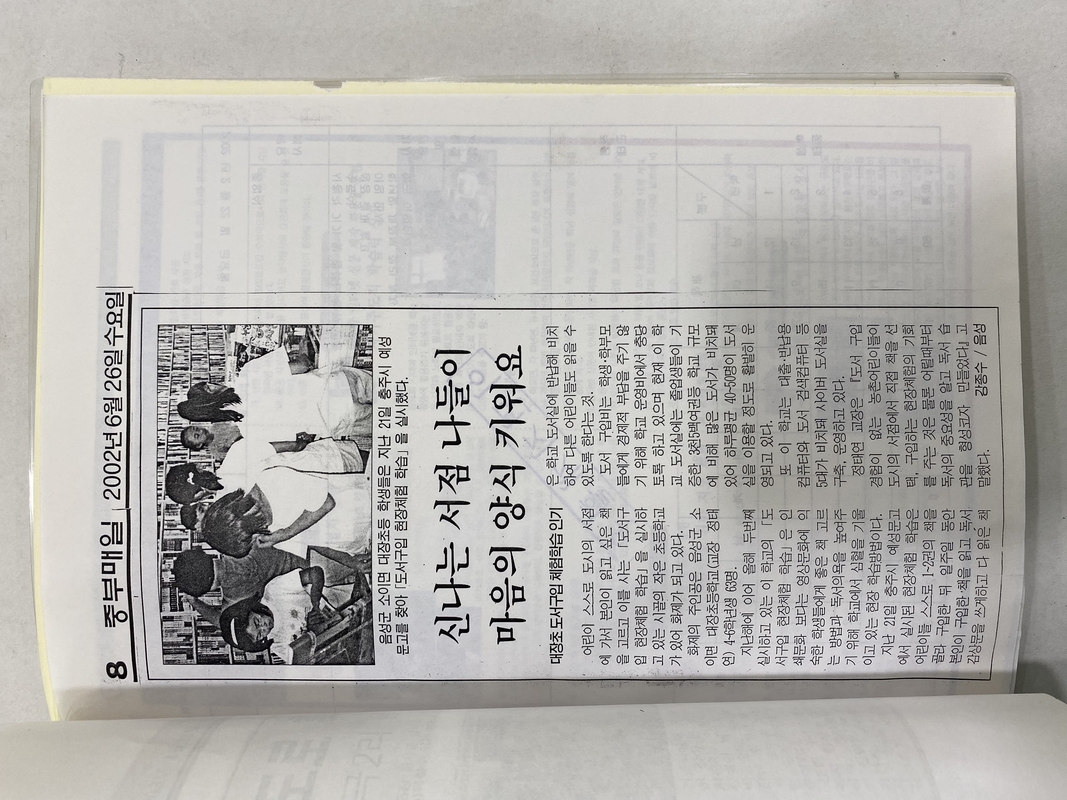 8 중부매일 2002년 6월 26일 수요일
음성군 소이면 대장초등 학생들은 지난 21일 충주시 예성
문고를 찾아 「도서구입 현장체험 학습」을 실시했다.
신나는 서점 나들이
마음의 양식 키워요
대장초 도서구입 체험학습 인기
어린이 스스로 도시의 서점
에 가서 본인이 읽고 싶은 책
을 고르고 이를 사는 「도서구
입 현장체험 학습」을 실시하
고 있는 시골의 작은 초등학교
가 있어 화제가 되고 있다.
화제의 주인공은 음성군 소
이면 대장초등학교(교장 정태
연) 4~6학년생 63명.
지난해에 이어 올해 두번째
실시하고 있는 이 학교의 「도
서구입 현장체험 학습」은 인
쇄문화 보다는 영상문화에 익
숙한 학생들에게 좋은 책 고르
는 방법과 독서의욕을 높여주
기 위해 학교에서 심혈을 기울
이고 있는 현장 학습방법이다.
지난 21일 충주시 예성문고
에서 실시된 현장체험 학습은
어린이들 스스로 1~2권의 책을
골라 구입한 뒤 일주일 동안
본인이 구입한 책을 읽고 독서
감상문을 쓰게하고 다 읽은 책
은 학교 도서실에 반납해 비치
하여 다른 어린이들도 읽을 수
있도록 한다는 것.
도서 구입비는 학생·학부모
들에게 경제적 부담을 주기 않
기 위해 학교 운영비에서 충당
토록 하고 있으며 현재 이 학
교 도서실에는 졸업생들이 기
증한 3천5백여권등 학교 규모
에 비해 많은 도서가 비치돼
있어 하루평균 40~50명이 도서
실을 이용할 정도로 활발히 운
영되고 있다.
또 이 학교는 대출·반납용
컴퓨터와 도서 검색컴퓨터 등
5대가 비치돼 사이버 도서실을
구축, 운영하고 있다.
정태연 교장은 「도서 구입
경험이 없는 농촌어린이들이
도시의 서점에서 직접 책을 선
택, 구입하는 현장체험의 기회
를 주는 것은 물론 어릴때부터
독서의 중요성을 알고 독서 습
관을 형성코자 만들었다」고
말했다.
김종수 / 음성